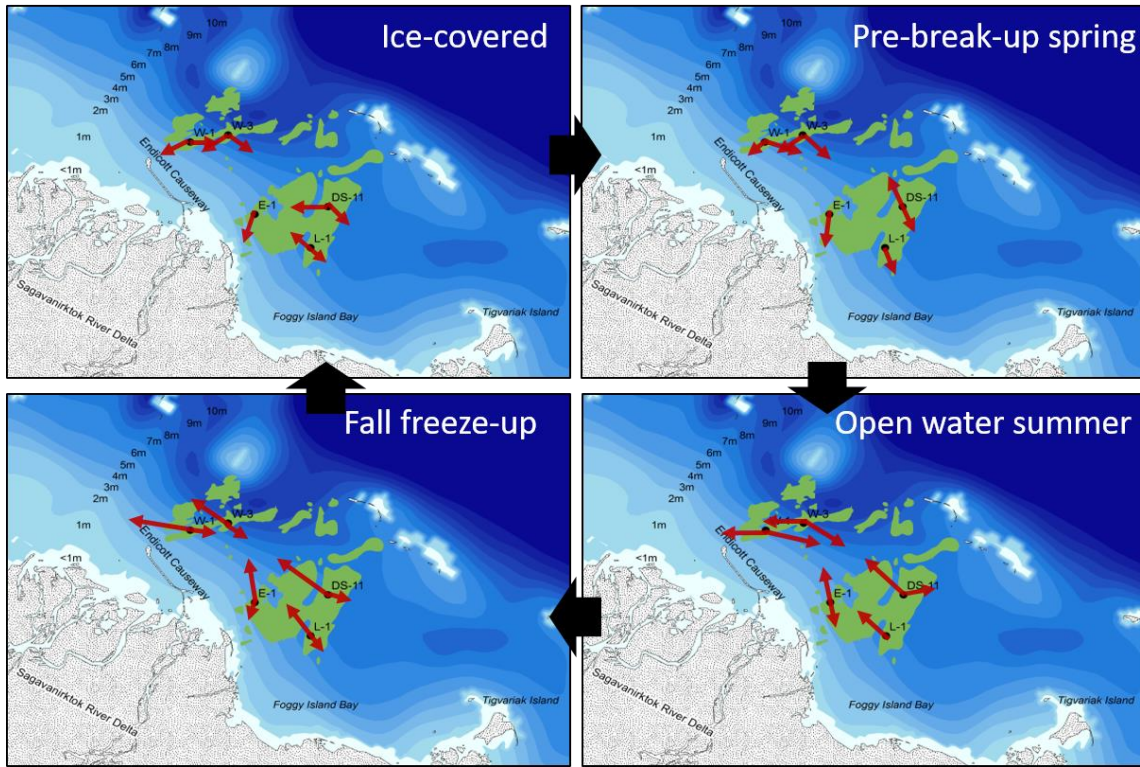 Ice-covered
10m
9m
8m
7m
6m
5m
4m
3m
2m
1m
<1m
W-1
W-3
Endicott Causeway
E-1
DS-11
L-1
Sagavanirktok River Delta
Foggy Island Bay
Tigvariak Island
Pre-break-up spring
10m
9m
8m
7m
6m
5m
4m
3m
2m
1m
<1m
W-1
W-3
Endicott Causeway
E-1
DS-11
L-1
Sagavanirktok River Delta
Foggy Island Bay
Tigvariak Island
Fall freeze-up
10m
9m
8m
7m
6m
5m
4m
3m
2m
1m
<1m
W-1
W-3
Endicott Causeway
E-1
DS-11
L-1
Sagavanirktok River Delta
Foggy Island Bay
Tigvariak Island
Open water summer
10m
9m
8m
7m
6m
5m
4m
3m
2m
1m
<1m
W-3
Endicott Causeway
E-1
DS-11
L-1
Sagavanirktok River Delta
Foggy Island Bay
Tigvariak Island